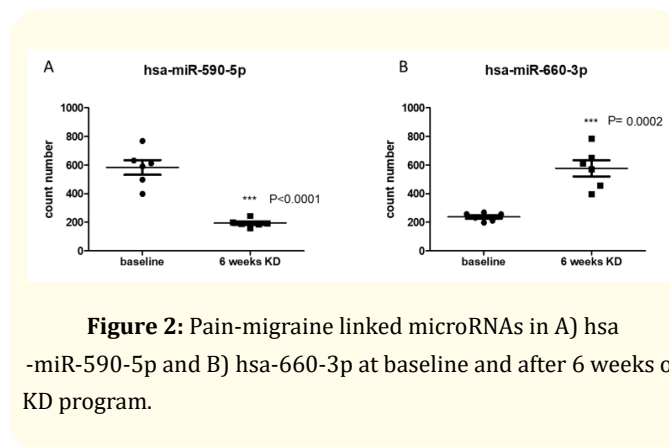 A hsa-miR-590-5p
1000
800
600
400
200
0
count number
*** P<0.0001
baseline 6 weeks KD
B hsa-miR-660-3p
1000
800
600
400
200
0
count number
*** P= 0.0002
baseline 6 weeks KD
Figure 2: Pain-migraine linked microRNAs in A) hsa
-miR-590-5p and B) hsa-660-3p at baseline and after 6 weeks o
KD program.